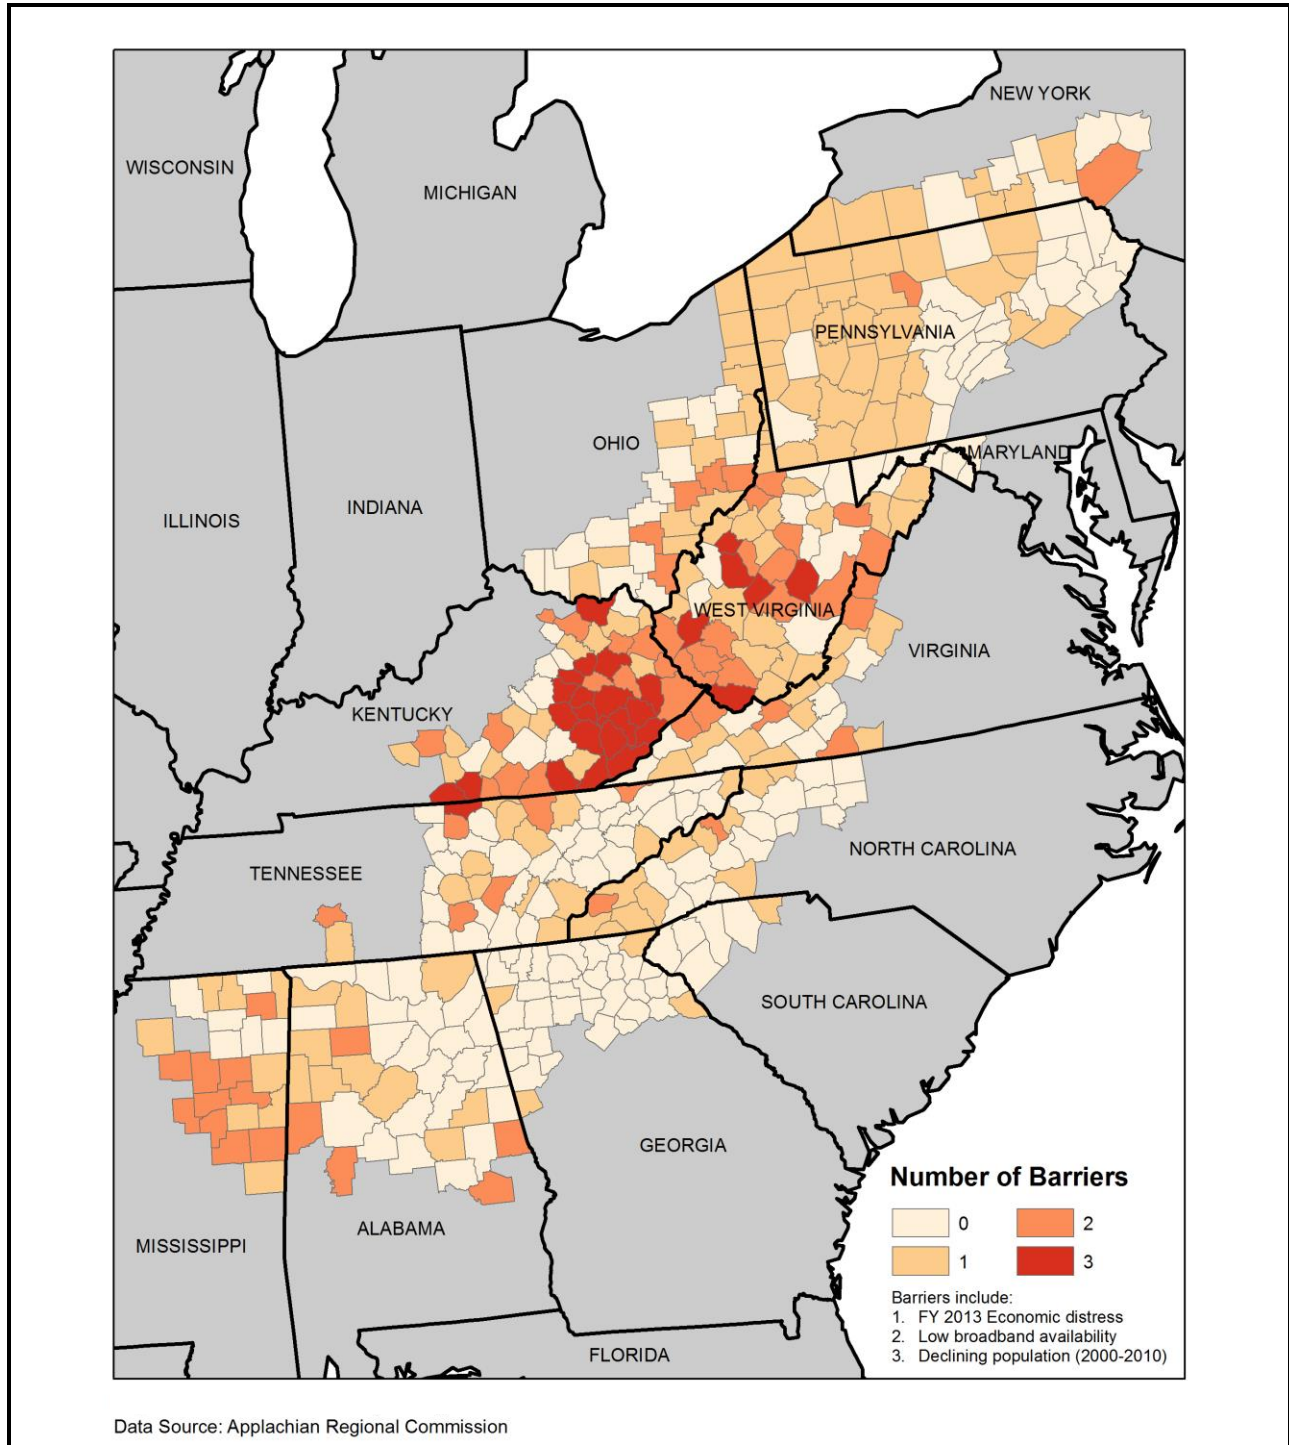 NEW YORK
WISCONSIN
MICHIGAN
PENNSYLVANIA
OHIO
MARYLAND
ILLINOIS
INDIANA
WEST VIRGINIA
VIRGINIA
KENTUCKY
NORTH CAROLINA
TENNESSEE
SOUTH CAROLINA
GEORGIA
ALABAMA
MISSISSIPPI
FLORIDA
Number of Barriers
0 2
1 3
Barriers include:
1. FY 2013 Economic distress
2. Low broadband availability
3. Declining population (2000-2010)
Data Source: Applachian Regional Commission